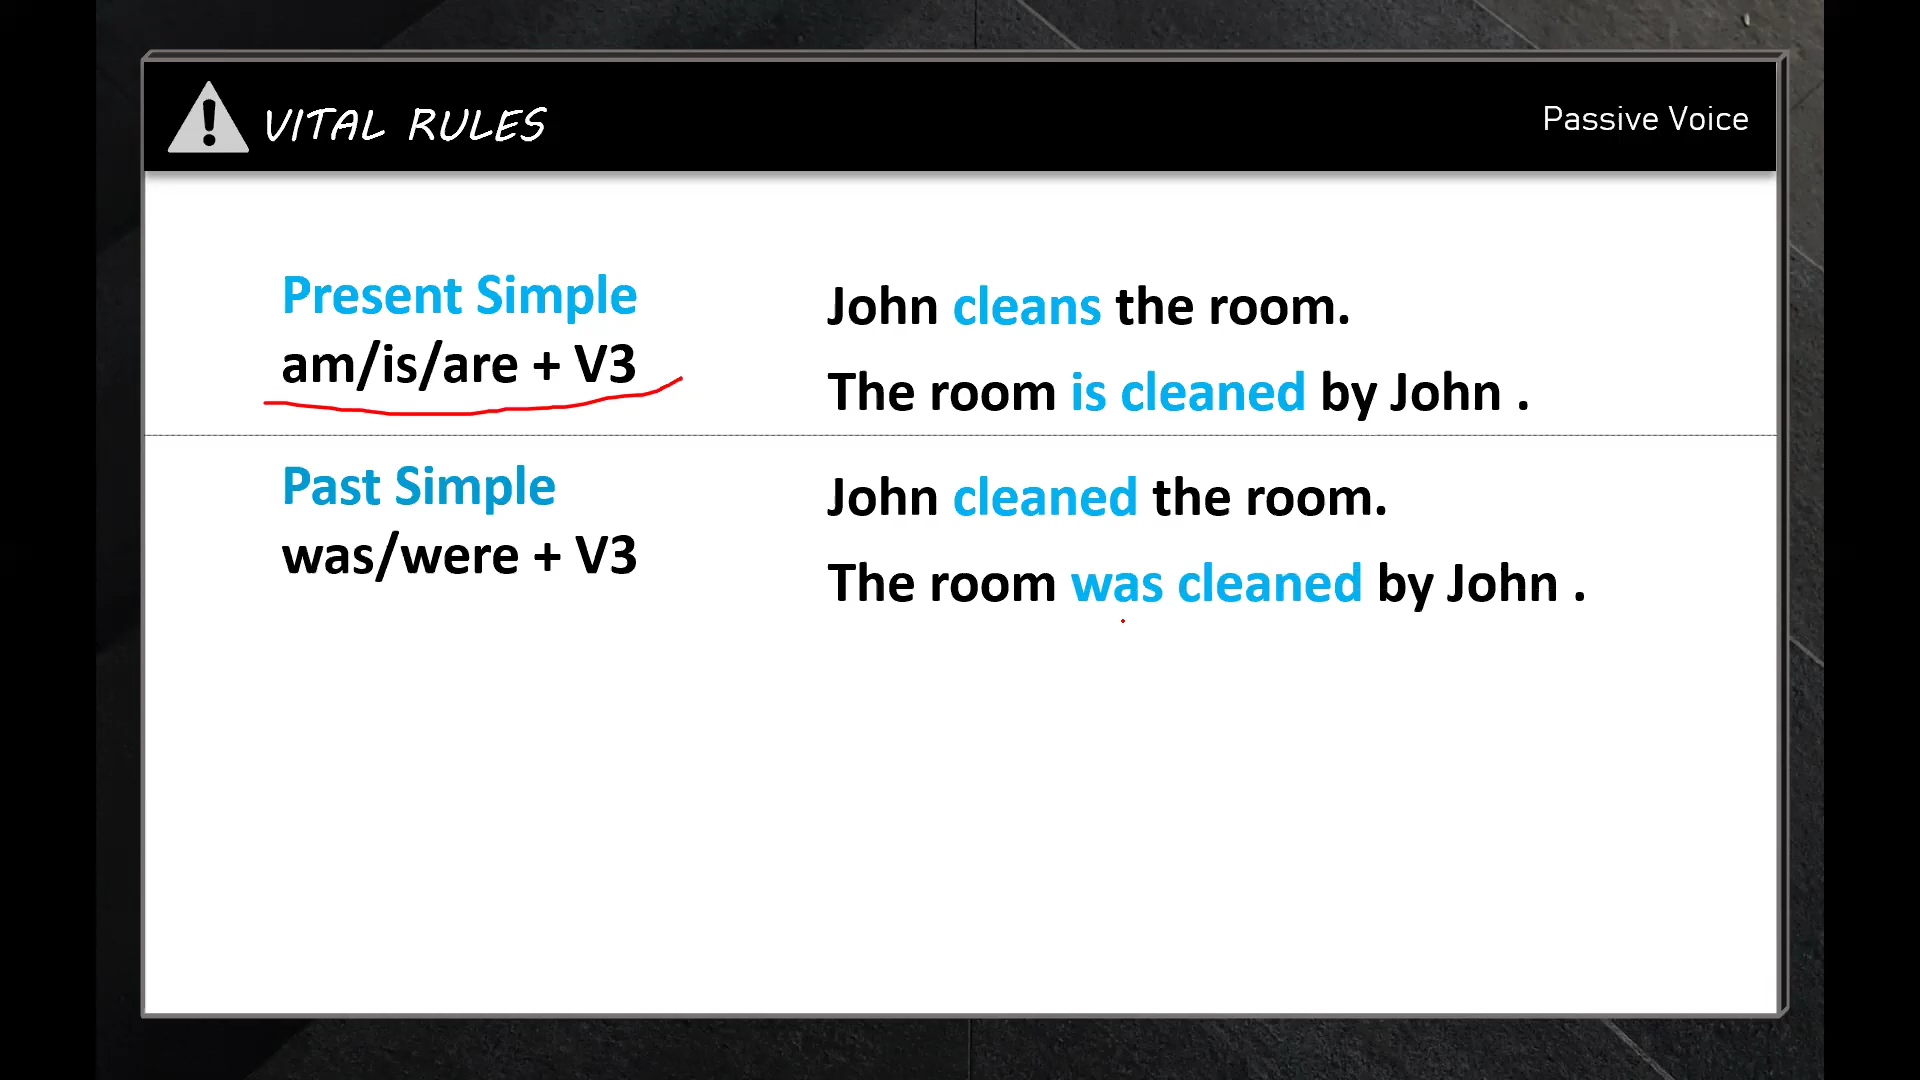 VITAL RULES
Passive Voice
Present Simple
am/is/are + V3
John cleans the room.
The room is cleaned by John .
Past Simple
was/were + V3
John cleaned the room.
The room was cleaned by John .